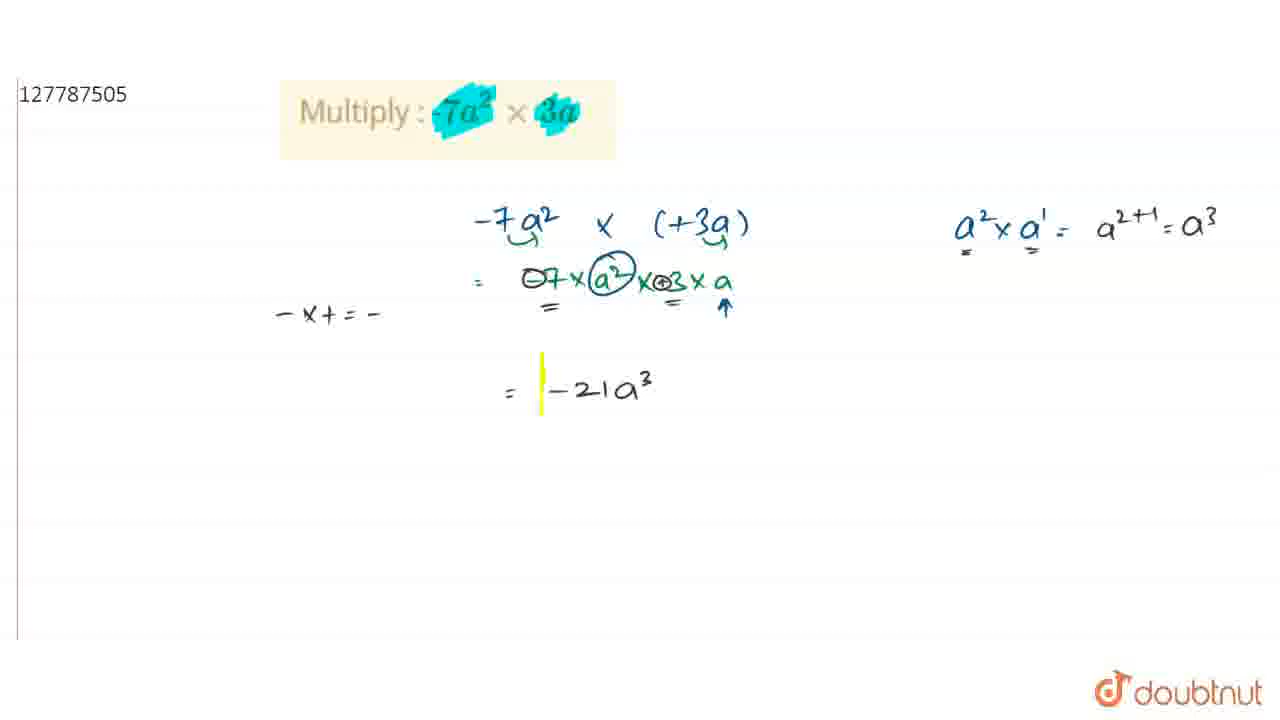 127787505
Multiply : -7a² × 3a
-7a² × (+3a)
a² × a¹ = a²⁺¹ = a³
= -7 × a² × +3 × a
- × + = -
= -21a³
doubtnut